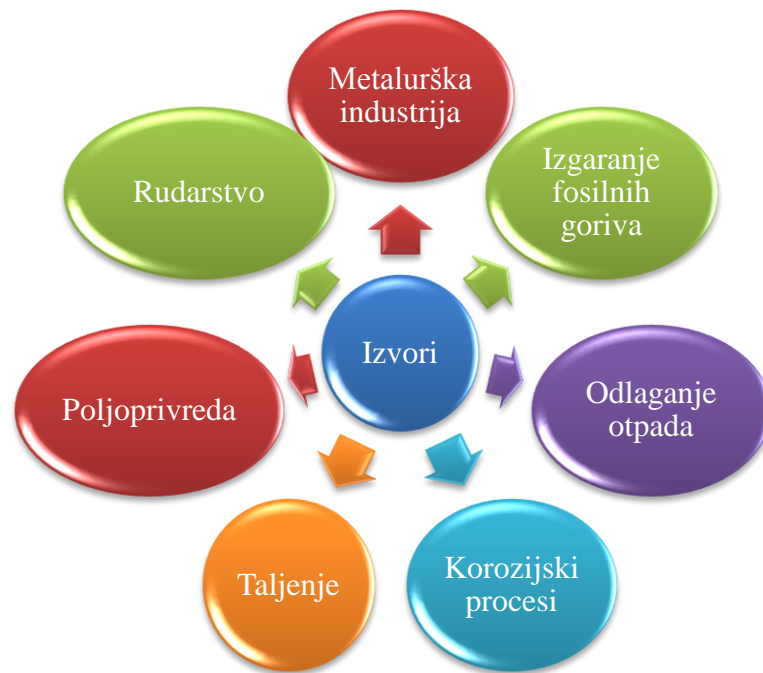 Metalurška
industrija
Izgaranje
fosilnih
goriva
Rudarstvo
Izvori
Poljoprivreda
Odlaganje
otpada
Taljenje
Korozijski
procesi